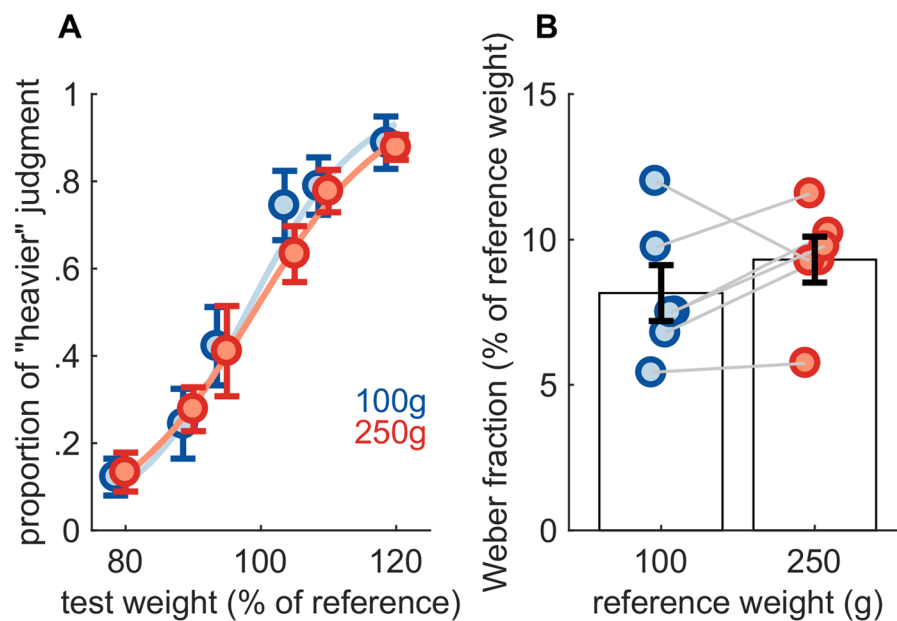 A
proportion of "heavier" judgment
1
.8
.6
.4
.2
0
80
100
120
test weight (% of reference)
100g
250g
B
Weber fraction (% of reference weight)
15
10
5
0
100
250
reference weight (g)